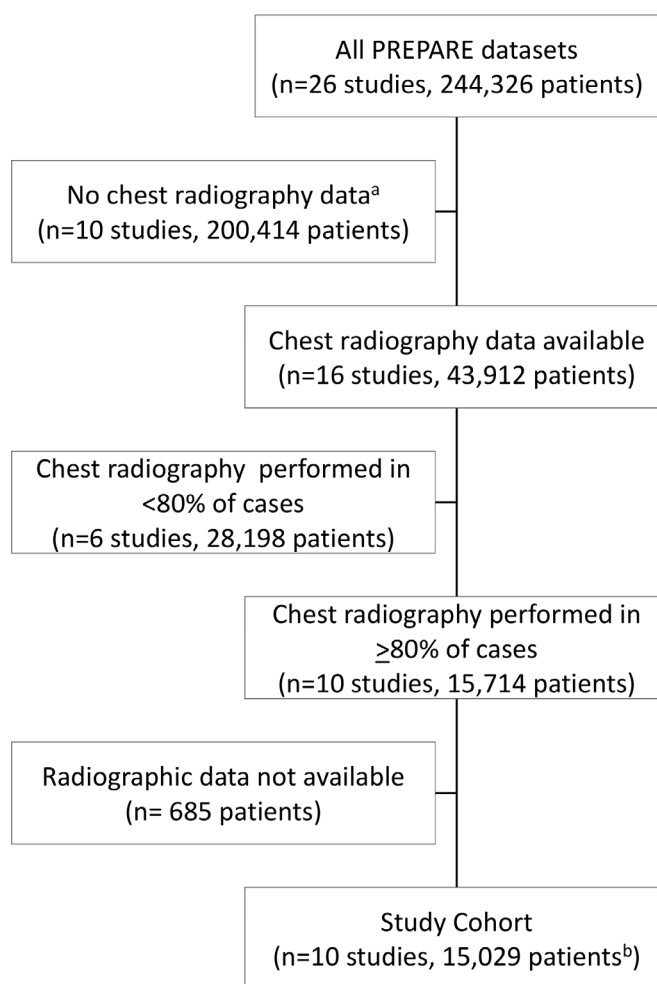 All PREPARE datasets
(n=26 studies, 244,326 patients)
No chest radiography dataᵃ
(n=10 studies, 200,414 patients)
Chest radiography data available
(n=16 studies, 43,912 patients)
Chest radiography  performed in
<80% of cases
(n=6 studies, 28,198 patients)
Chest radiography performed in
≥80% of cases
(n=10 studies, 15,714 patients)
Radiographic data not available
(n= 685 patients)
Study Cohort
(n=10 studies, 15,029 patientsᵇ)